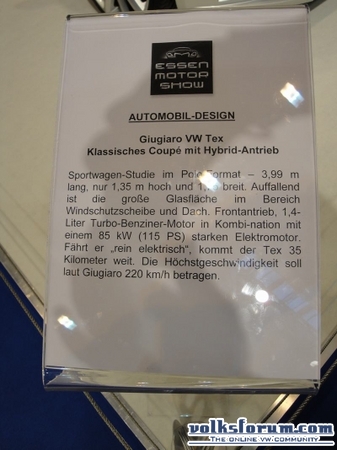 ESSEN
MOTOR
SHOW
AUTOMOBIL-DESIGN
Giugiaro VW Tex
Klassisches Coupé mit Hybrid-Antrieb
Sportwagen-Studie im Polo-Format – 3,99 m
lang, nur 1,35 m hoch und breit. Auffallend
ist die große Glasfläche im Bereich
Windschutzscheibe und Dach. Frontantrieb, 1,4-
Liter Turbo-Benziner-Motor in Kombi-nation mit
einem 85 kW (115 PS) starken Elektromotor.
Fährt er „rein elektrisch", kommt der Tex 35
Kilometer weit. Die Höchstgeschwindigkeit soll
laut Giugiaro 220 km/h betragen.
volksforum.com
THE ONLINE VW COMMUNITY